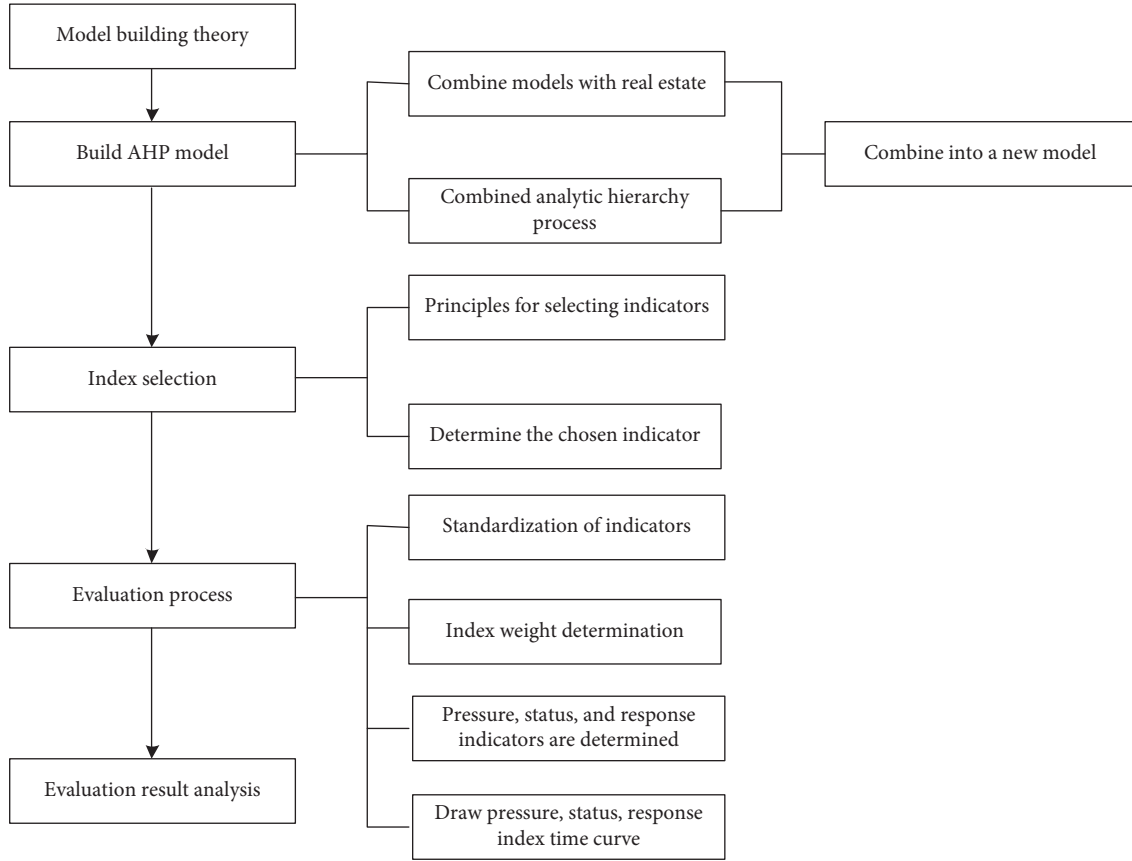 Model building theory
Build AHP model
Combine models with real estate
Combined analytic hierarchy
process
Combine into a new model
Index selection
Principles for selecting indicators
Determine the chosen indicator
Evaluation process
Standardization of indicators
Index weight determination
Pressure, status, and response
indicators are determined
Draw pressure, status, response
index time curve
Evaluation result analysis